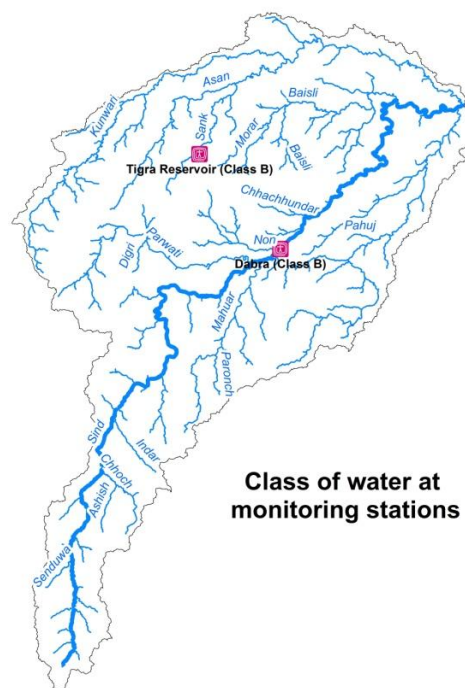 Kunwari
Asan
Sank
Morar
Baisli
Baisli
Tigra Reservoir (Class B)
Chhachhundar
Non
Pahuj
Parwati
Digri
Dabra (Class B)
Mahuar
Paronch
Sind
Indar
Chhoch
Ashish
Senduwa
Class of water at
monitoring stations